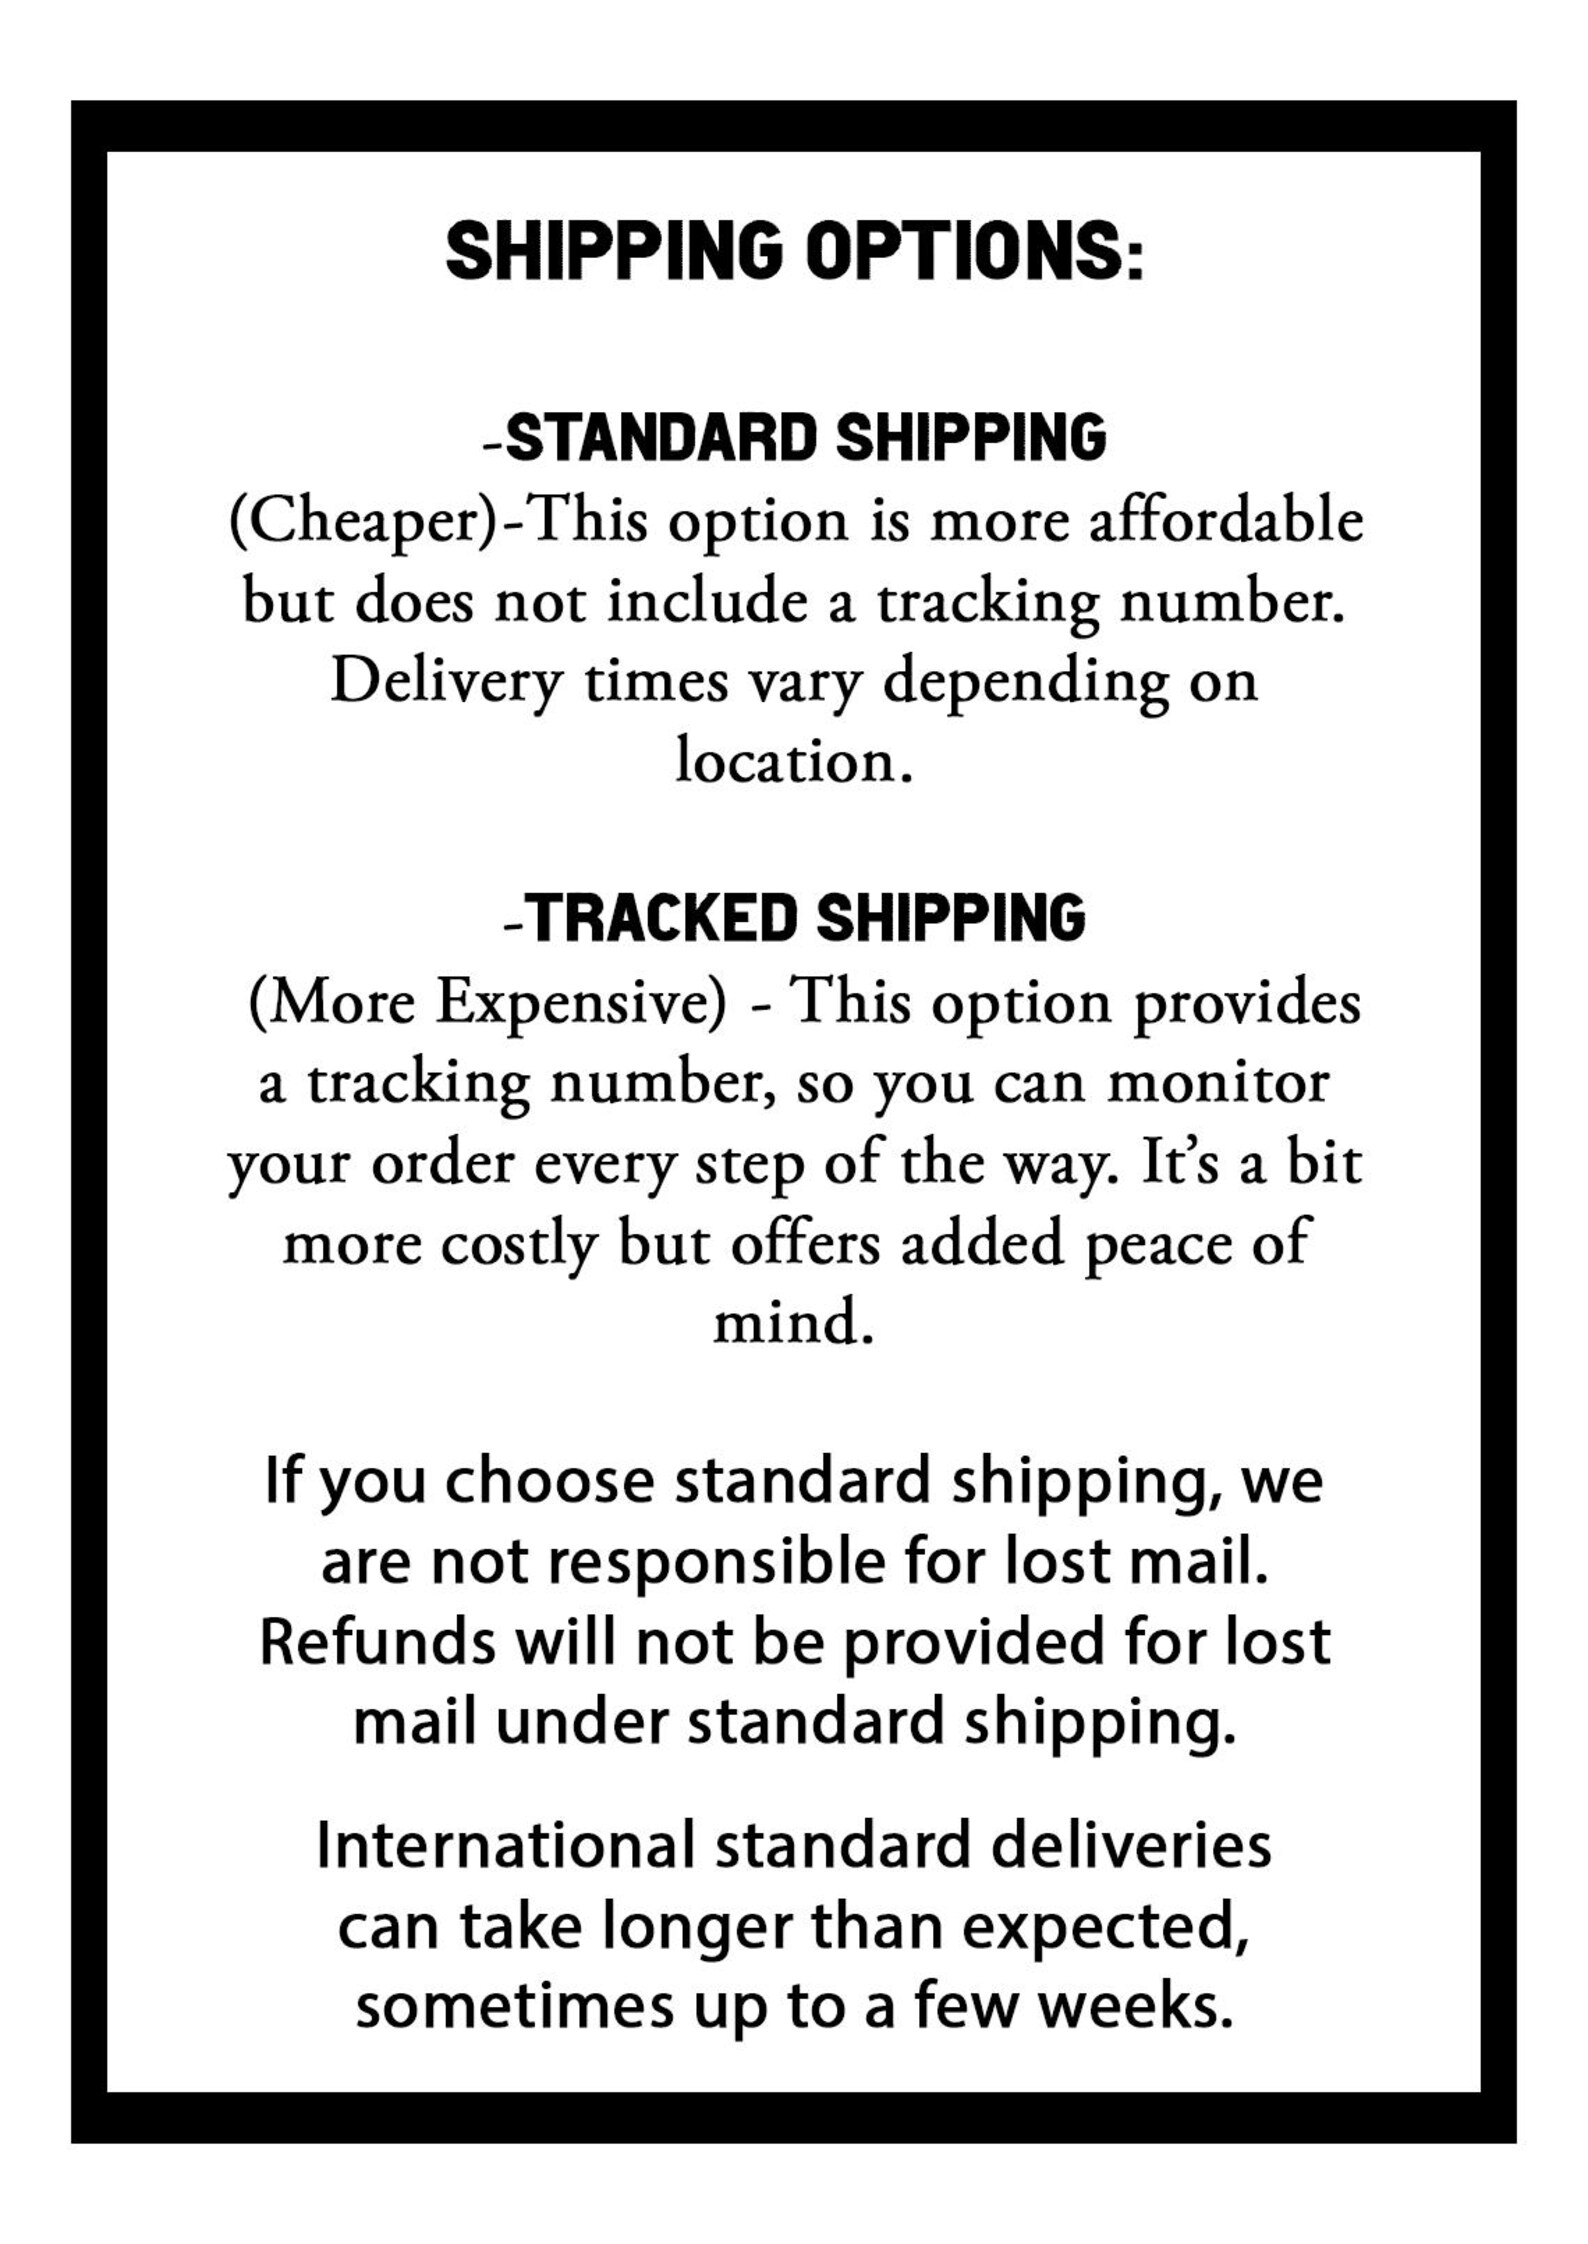 SHIPPING OPTIONS:
-STANDARD SHIPPING
(Cheaper)-This option is more affordable
but does not include a tracking number.
Delivery times vary depending on
location.
-TRACKED SHIPPING
(More Expensive) - This option provides
a tracking number, so you can monitor
your order every step of the way. It’s a bit
more costly but offers added peace of
mind.
If you choose standard shipping, we
are not responsible for lost mail.
Refunds will not be provided for lost
mail under standard shipping.
International standard deliveries
can take longer than expected,
sometimes up to a few weeks.